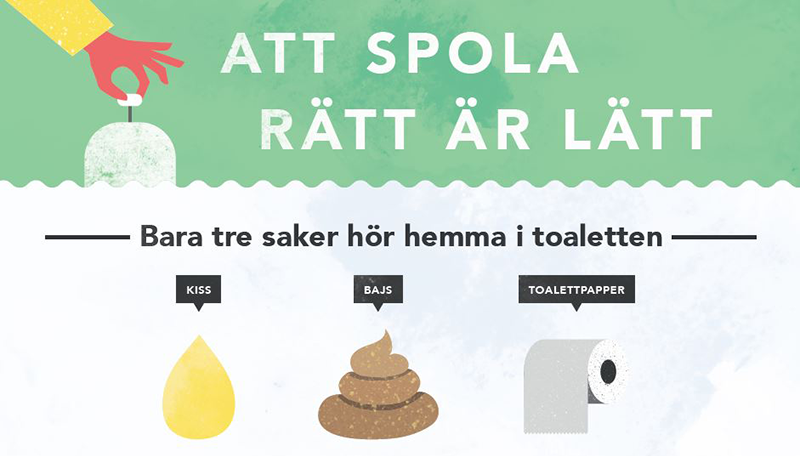 ATT SPOLA
RÄTT ÄR LÄTT
Bara tre saker hör hemma i toaletten
KISS
BAJS
TOALETTPAPPER